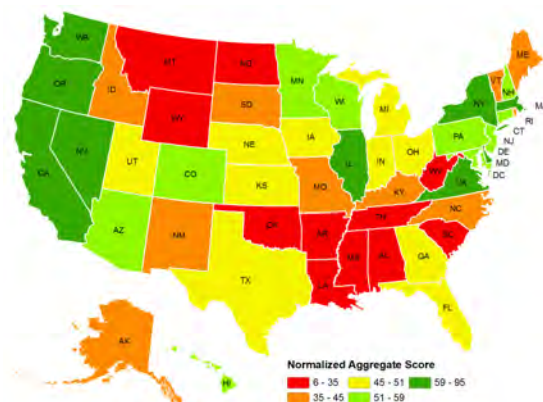 WA
MT
ND
OR
ID
SD
WY
MN
WI
MI
NY
VT
NH
ME
MA
RI
CT
NJ
DE
MD
DC
PA
NV
UT
CO
NE
IA
KS
MO
IL
IN
OH
KY
WV
VA
NC
CA
AZ
NM
OK
AR
TN
SC
TX
LA
MS
AL
GA
FL
AK
HI
Normalized Aggregate Score
6 - 35
45 - 51
59 - 95
35 - 45
51 - 59